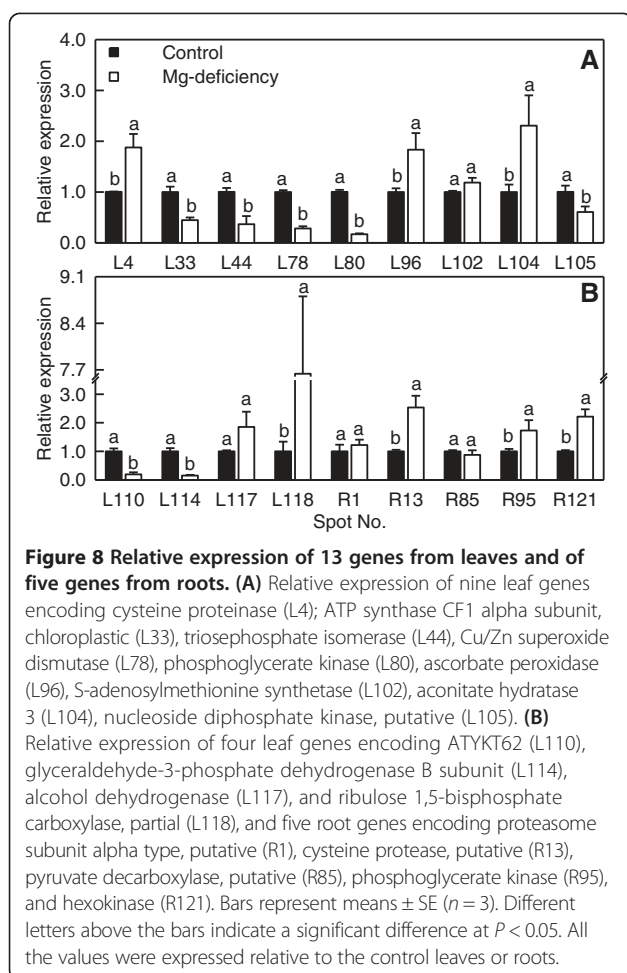 4.0
Control
A
Mg-deficiency
3.0
a
a
a
2.0
b
a
a
a
a
a
b
a
a
b
a
1.0
b
b
b
b
b
0.0
Relative expression
L4 L33 L44 L78 L80 L96 L102 L104 L105
9.1
a
B
8.4
7.7
3.0
a
a
a
a
2.0
a
a
a
b
a
a
b
a
a
b
b
1.0
b
b
0.0
Relative expression
L110 L114 L117 L118 R1 R13 R85 R95 R121
Spot No.
Figure 8 Relative expression of 13 genes from leaves and of
five genes from roots. (A) Relative expression of nine leaf genes
encoding cysteine proteinase (L4); ATP synthase CF1 alpha subunit,
chloroplastic (L33), triosephosphate isomerase (L44), Cu/Zn superoxide
dismutase (L78), phosphoglycerate kinase (L80), ascorbate peroxidase
(L96), S-adenosylmethionine synthetase (L102), aconitate hydratase
3 (L104), nucleoside diphosphate kinase, putative (L105). (B)
Relative expression of four leaf genes encoding ATYKT62 (L110),
glyceraldehyde-3-phosphate dehydrogenase B subunit (L114),
alcohol dehydrogenase (L117), and ribulose 1,5-bisphosphate
carboxylase, partial (L118), and five root genes encoding proteasome
subunit alpha type, putative (R1), cysteine protease, putative (R13),
pyruvate decarboxylase, putative (R85), phosphoglycerate kinase (R95),
and hexokinase (R121). Bars represent means ± SE (n = 3). Different
letters above the bars indicate a significant difference at P < 0.05. All
the values were expressed relative to the control leaves or roots.